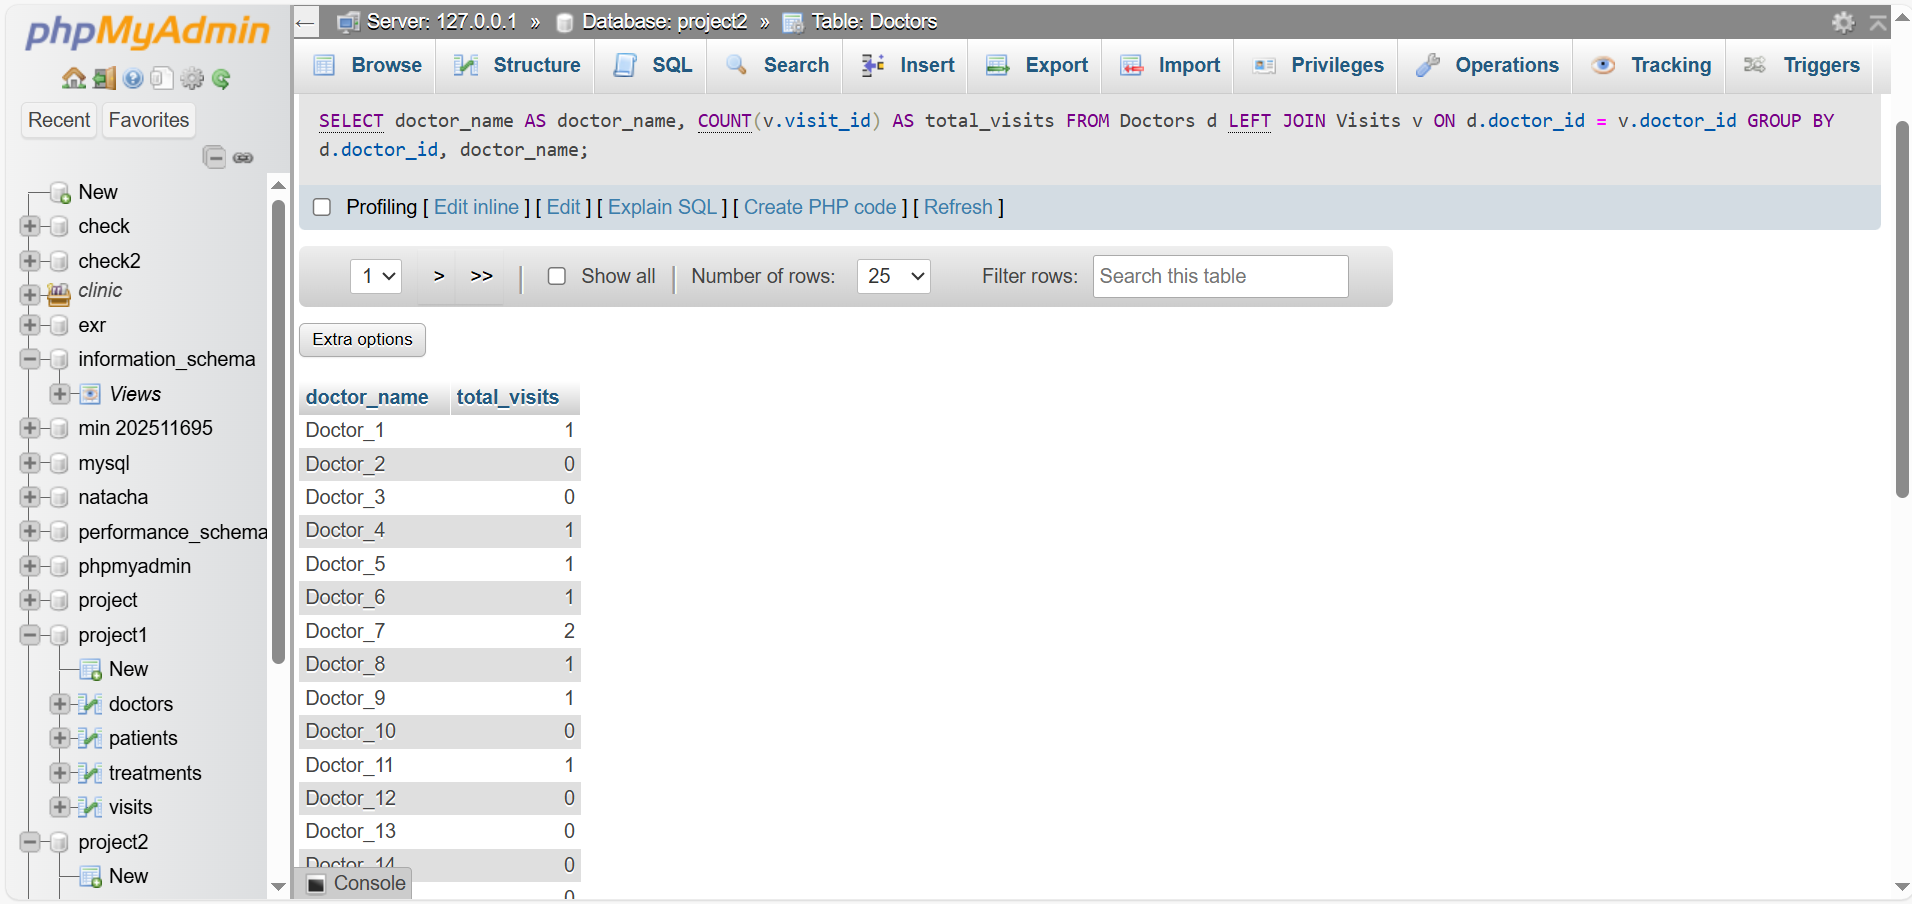 phpMyAdmin
Recent Favorites
New
check
check2
clinic
exr
information_schema
Views
min 202511695
mysql
natacha
performance_schema
phpmyadmin
project
project1
New
doctors
patients
treatments
visits
project2
New
← Server: 127.0.0.1 » Database: project2 » Table: Doctors
Browse Structure SQL Search Insert Export Import Privileges Operations Tracking Triggers
SELECT doctor_name AS doctor_name, COUNT(v.visit_id) AS total_visits FROM Doctors d LEFT JOIN Visits v ON d.doctor_id = v.doctor_id GROUP BY
d.doctor_id, doctor_name;
Profiling [ Edit inline ] [ Edit ] [ Explain SQL ] [ Create PHP code ] [ Refresh ]
1 > >> | Show all | Number of rows: 25 Filter rows: Search this table
Extra options
doctor_name total_visits
Doctor_1 1
Doctor_2 0
Doctor_3 0
Doctor_4 1
Doctor_5 1
Doctor_6 1
Doctor_7 2
Doctor_8 1
Doctor_9 1
Doctor_10 0
Doctor_11 1
Doctor_12 0
Doctor_13 0
Doctor_14 0
Console